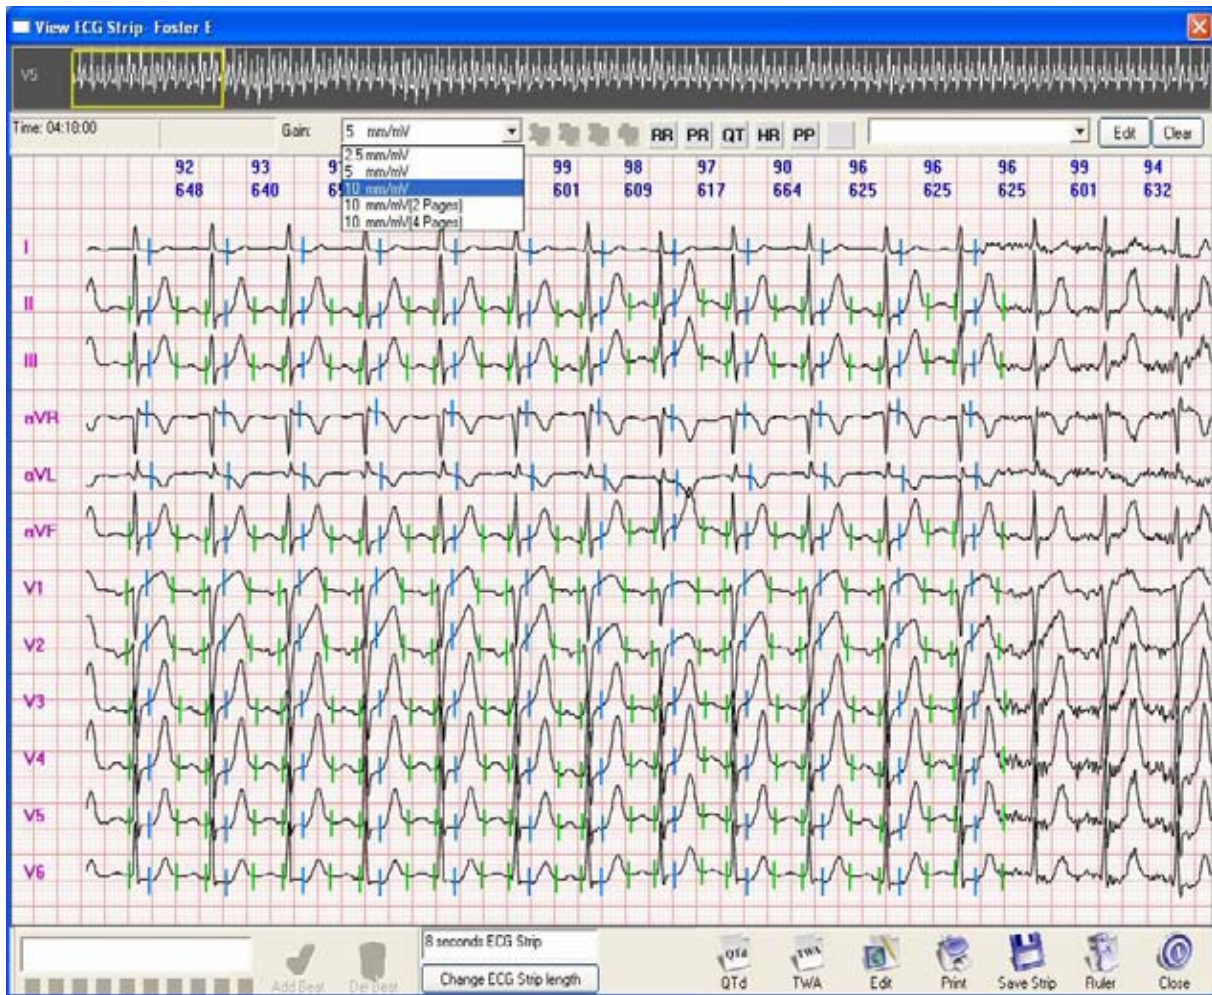 View ECG Strip- Foster E
V5
Time: 04:18:00
Gain:
5 mm/mV
RR PR QT HR PP
Edit
Clear
2.5 mm/mV
5 mm/mV
10 mm/mV
10 mm/mV(2 Pages)
10 mm/mV(4 Pages)
92 93 99 98 97 90 96 96 96 99 94
648 640 601 609 617 664 625 625 625 601 632
I
II
III
aVR
aVL
aVF
V1
V2
V3
V4
V5
V6
8 seconds ECG Strip
Change ECG Strip length
Add Beat
Del Beat
QTd
TWA
QTd
TWA
Edit
Print
Save Strip
Ruler
Close